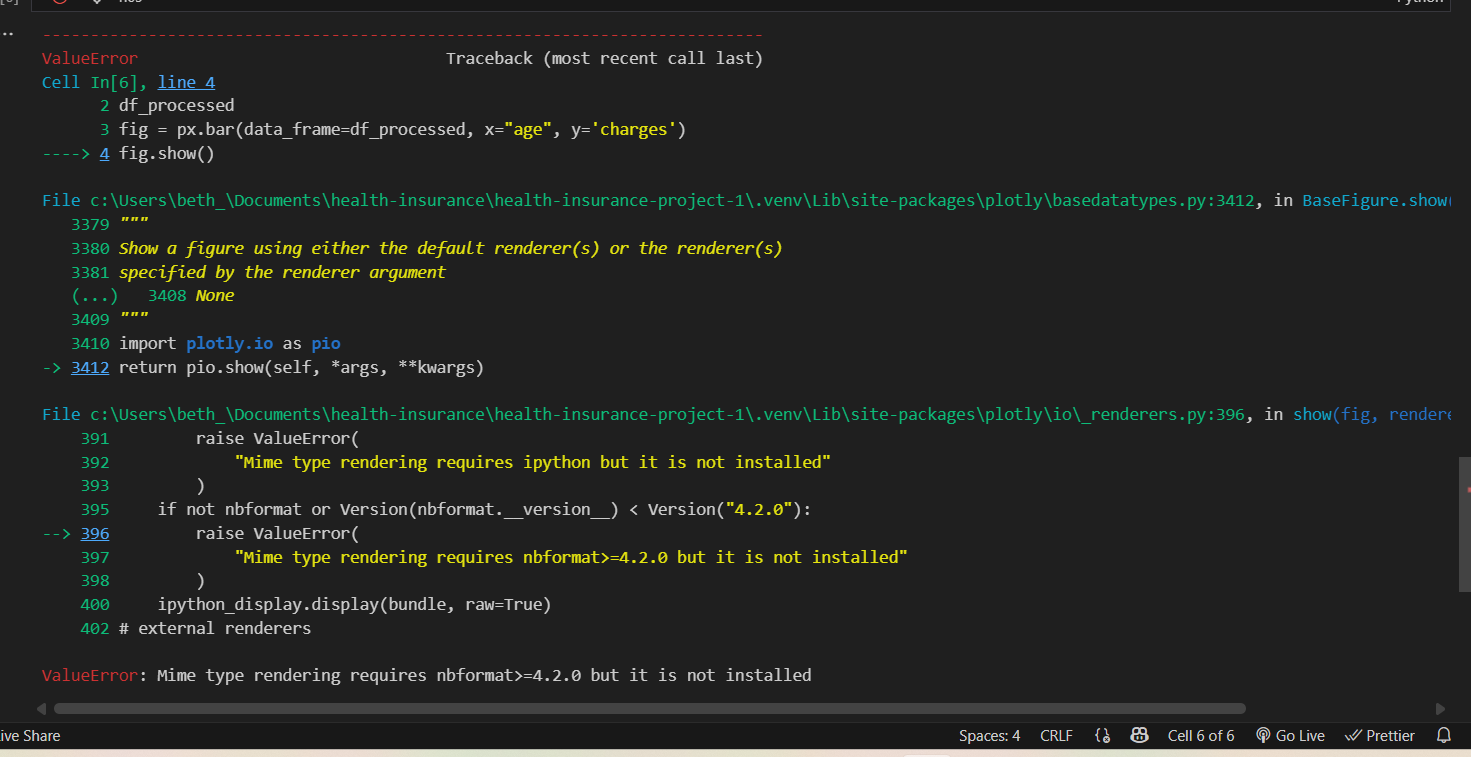 ---------------------------------------------------------------------------
ValueError                                Traceback (most recent call last)
Cell In[6], line 4
      2 df_processed
      3 fig = px.bar(data_frame=df_processed, x="age", y='charges')
----> 4 fig.show()
File c:\Users\beth_\Documents\health-insurance\health-insurance-project-1\.venv\Lib\site-packages\plotly\basedatatypes.py:3412, in BaseFigure.show(
   3379 """
   3380 Show a figure using either the default renderer(s) or the renderer(s)
   3381 specified by the renderer argument
   (...)   3408 None
   3409 """
   3410 import plotly.io as pio
-> 3412 return pio.show(self, *args, **kwargs)
File c:\Users\beth_\Documents\health-insurance\health-insurance-project-1\.venv\Lib\site-packages\plotly\io\_renderers.py:396, in show(fig, rendere
    391         raise ValueError(
    392             "Mime type rendering requires ipython but it is not installed"
    393         )
    395     if not nbformat or Version(nbformat.__version__) < Version("4.2.0"):
--> 396         raise ValueError(
    397             "Mime type rendering requires nbformat>=4.2.0 but it is not installed"
    398         )
    400     ipython_display.display(bundle, raw=True)
    402 # external renderers
ValueError: Mime type rendering requires nbformat>=4.2.0 but it is not installed
ive Share Spaces: 4 CRLF Cell 6 of 6 Go Live Prettier